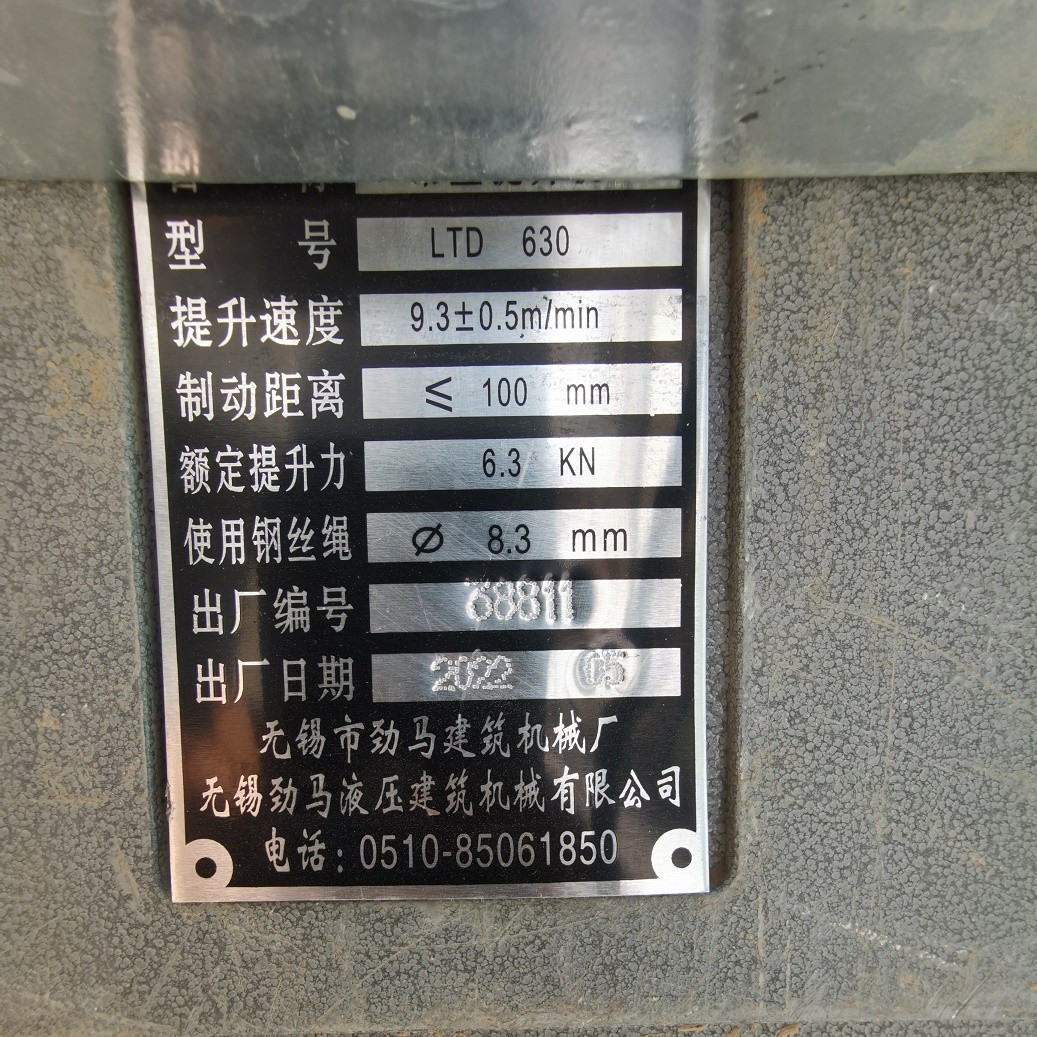 型 号 LTD 630
提升速度 9.3±0.5m/min
制动距离 ≤ 100 mm
额定提升力 6.3 KN
使用钢丝绳 Ø 8.3 mm
出厂编号 68811
出厂日期 2022 05
无锡市劲马建筑机械厂
无锡劲马液压建筑机械有限公司
电话：0510-85061850